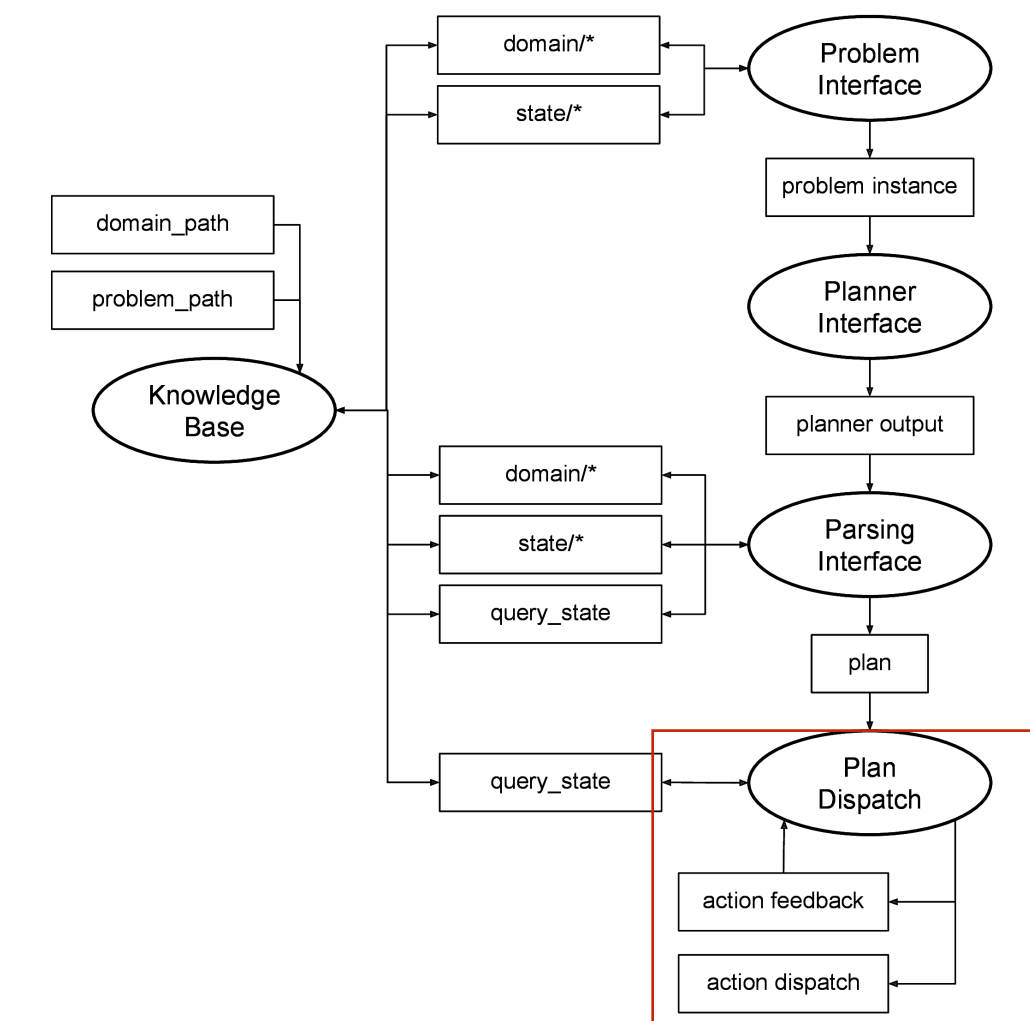 domain/*
state/*
Problem
Interface
problem instance
domain_path
problem_path
Planner
Interface
Knowledge
Base
planner output
domain/*
state/*
query_state
Parsing
Interface
plan
query_state
Plan
Dispatch
action feedback
action dispatch